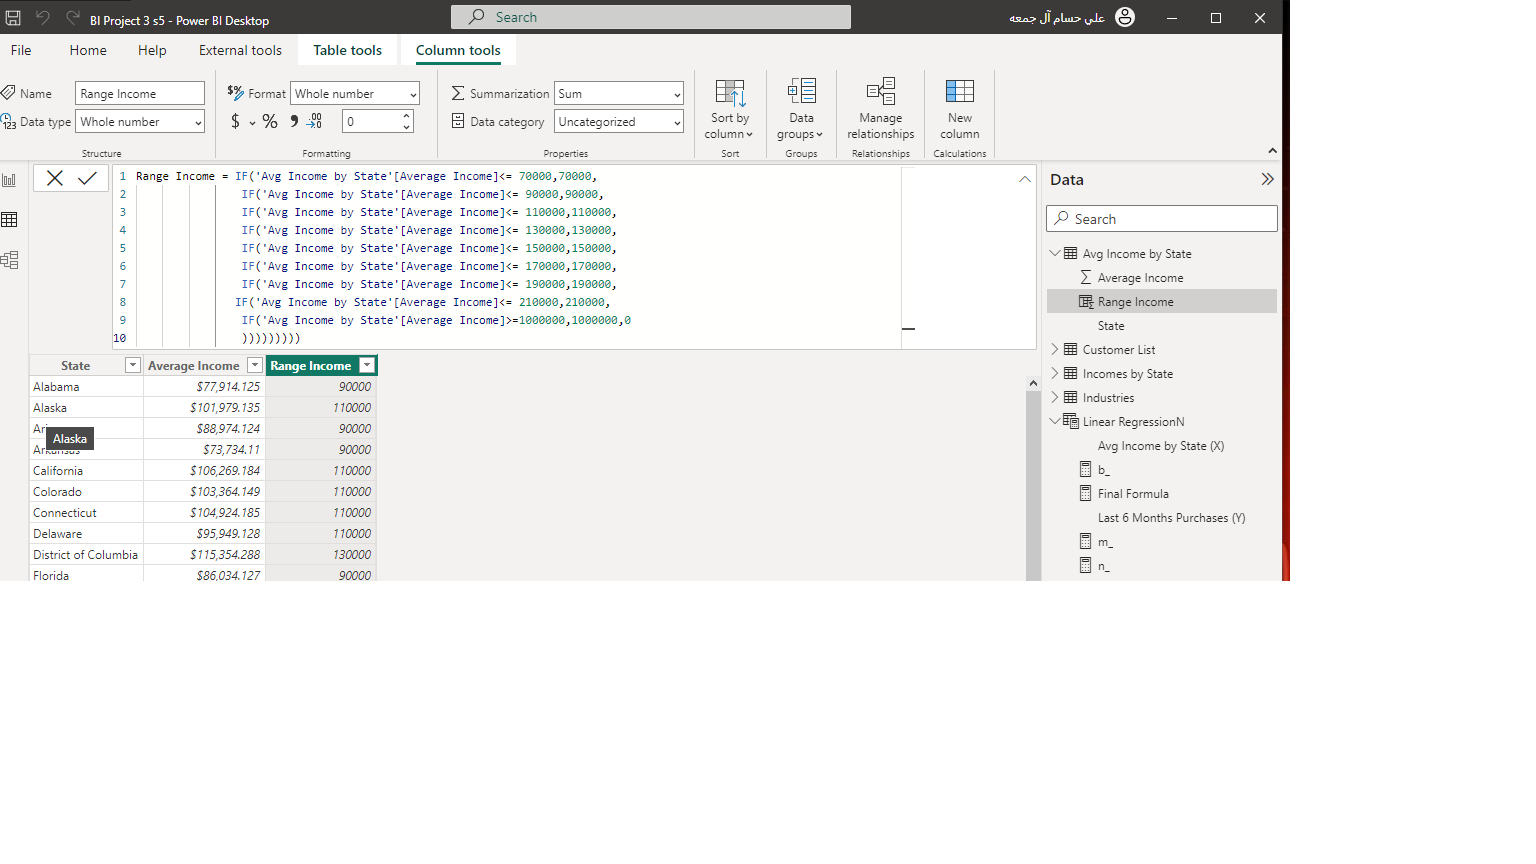 BI Project 3 s5 - Power BI Desktop
Search
علي حسام آل جمعه
File Home Help External tools Table tools Column tools
Name Range Income
Data type Whole number
Structure
Format Whole number
$ % 9 .00 0
Formatting
Summarization Sum
Data category Uncategorized
Properties
Sort by
column
Sort
Data
groups
Groups
Manage
relationships
Relationships
New
column
Calculations
1 Range Income = IF('Avg Income by State'[Average Income]<= 70000,70000,
2 IF('Avg Income by State'[Average Income]<= 90000,90000,
3 IF('Avg Income by State'[Average Income]<= 110000,110000,
4 IF('Avg Income by State'[Average Income]<= 130000,130000,
5 IF('Avg Income by State'[Average Income]<= 150000,150000,
6 IF('Avg Income by State'[Average Income]<= 170000,170000,
7 IF('Avg Income by State'[Average Income]<= 190000,190000,
8 IF('Avg Income by State'[Average Income]<= 210000,210000,
9 IF('Avg Income by State'[Average Income]>=1000000,1000000,0
10 )))))))))
State Average Income Range Income
Alabama $77,914.125 90000
Alaska $101,979.135 110000
Ari $88,974.124 90000
Alaska
Arkansas $73,734.11 90000
California $106,269.184 110000
Colorado $103,364.149 110000
Connecticut $104,924.185 110000
Delaware $95,949.128 110000
District of Columbia $115,354.288 130000
Florida $86,034.127 90000
Data
Search
Avg Income by State
Average Income
Range Income
State
Customer List
Incomes by State
Industries
Linear RegressionN
Avg Income by State (X)
b_
Final Formula
Last 6 Months Purchases (Y)
m_
n_